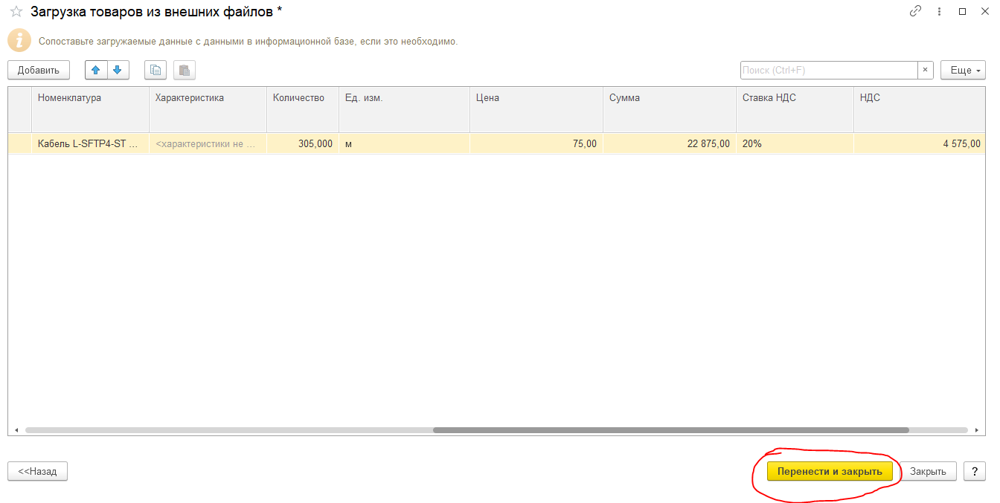 Загрузка товаров из внешних файлов *
Сопоставьте загружаемые данные с данными в информационной базе, если это необходимо.
Добавить
Поиск (Ctrl+F)
×
Еще
Номенклатура Характеристика Количество Ед. изм. Цена Сумма Ставка НДС НДС
Кабель L-SFTP4-ST ... <характеристики не ... 305,000 м 75,00 22 875,00 20% 4 575,00
<<Назад
Перенести и закрыть
Закрыть
?